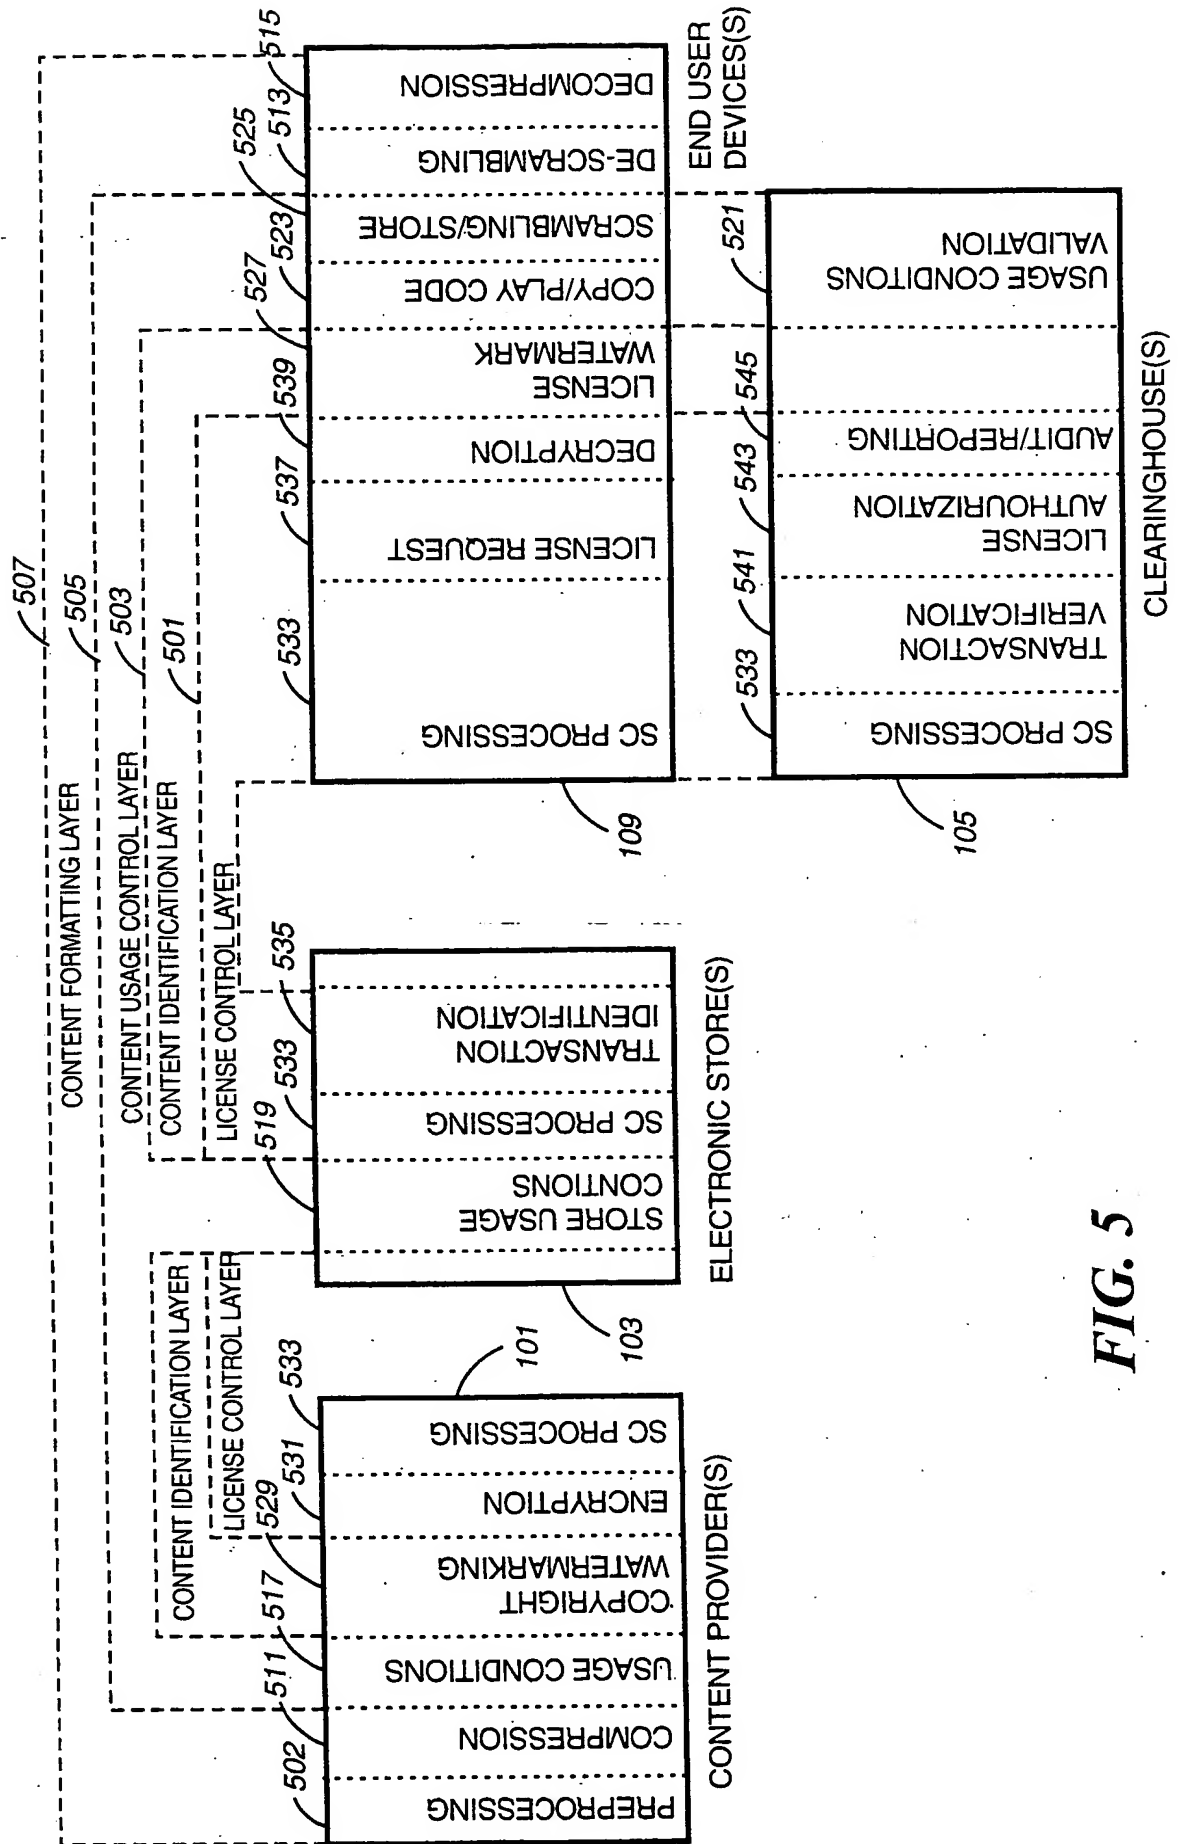 507
CONTENT FORMATTING LAYER
505
CONTENT USAGE CONTROL LAYER
503
CONTENT IDENTIFICATION LAYER
501
LICENSE CONTROL LAYER
CONTENT IDENTIFICATION LAYER
LICENSE CONTROL LAYER
502
511
517
529
531
533
PREPROCESSING
COMPRESSION
USAGE CONDITIONS
COPYRIGHT
WATERMARKING
ENCRYPTION
SC PROCESSING
101
CONTENT PROVIDER(S)
519
533
535
STORE USAGE
CONTIONS
SC PROCESSING
TRANSACTION
IDENTIFICATION
103
ELECTRONIC STORE(S)
533
537
539
527
523
525
513
515
SC PROCESSING
LICENSE REQUEST
DECRYPTION
LICENSE
WATERMARK
COPY/PLAY CODE
SCRAMBLING/STORE
DE-SCRAMBLING
DECOMPRESSION
109
END USER
DEVICES(S)
533
541
543
545
521
SC PROCESSING
TRANSACTION
VERIFICATION
LICENSE
AUTHOURIZATION
AUDIT/REPORTING
USAGE CONDITONS
VALIDATION
105
CLEARINGHOUSE(S)
FIG. 5